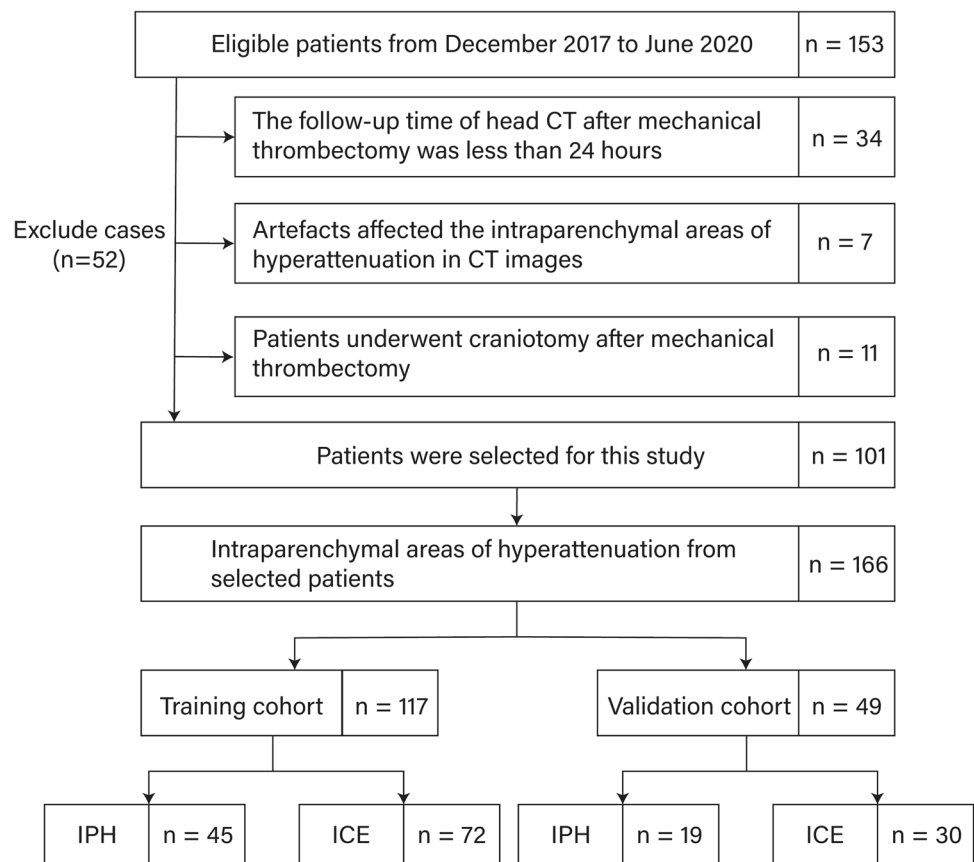 Eligible patients from December 2017 to June 2020
n = 153
The follow-up time of head CT after mechanical
thrombectomy was less than 24 hours
n = 34
Exclude cases
(n=52)
Artefacts affected the intraparenchymal areas of
hyperattenuation in CT images
n = 7
Patients underwent craniotomy after mechanical
thrombectomy
n = 11
Patients were selected for this study
n = 101
Intraparenchymal areas of hyperattenuation from
selected patients
n = 166
Training cohort
n = 117
Validation cohort
n = 49
IPH
n = 45
ICE
n = 72
IPH
n = 19
ICE
n = 30